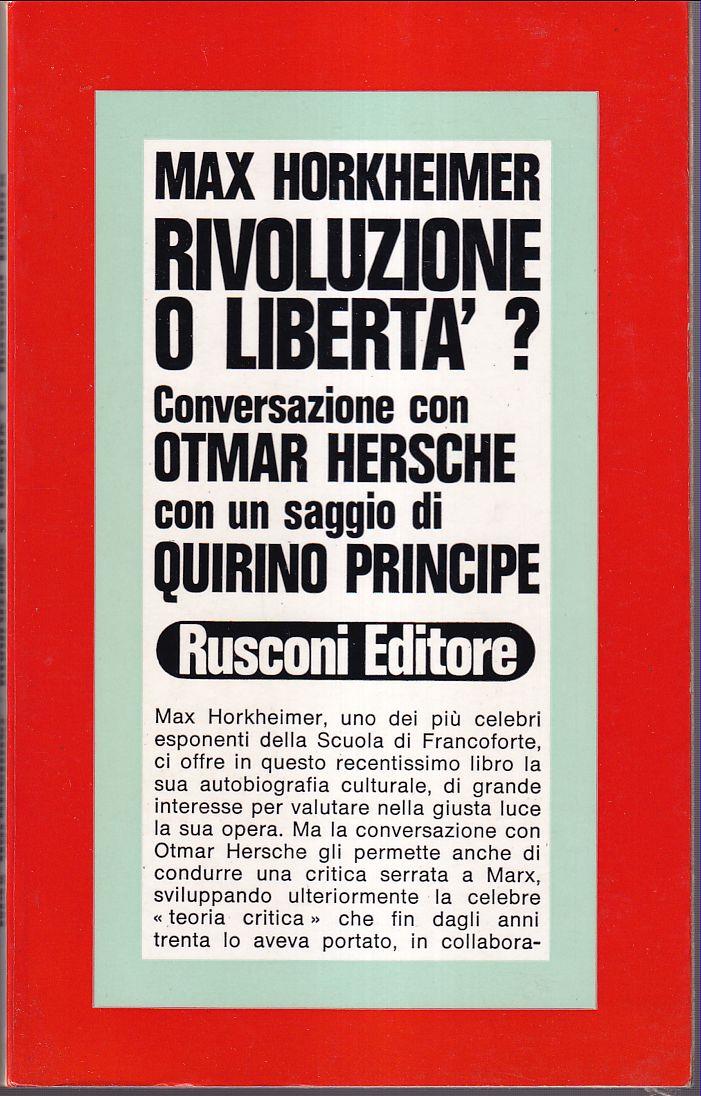 MAX HORKHEIMER
RIVOLUZIONE
O LIBERTA' ?
Conversazione con
OTMAR HERSCHE
con un saggio di
QUIRINO PRINCIPE
Rusconi Editore
Max Horkheimer, uno dei più celebri
esponenti della Scuola di Francoforte,
ci offre in questo recentissimo libro la
sua autobiografia culturale, di grande
interesse per valutare nella giusta luce
la sua opera. Ma la conversazione con
Otmar Hersche gli permette anche di
condurre una critica serrata a Marx,
sviluppando ulteriormente la celebre
« teoria critica » che fin dagli anni
trenta lo aveva portato, in collabora-